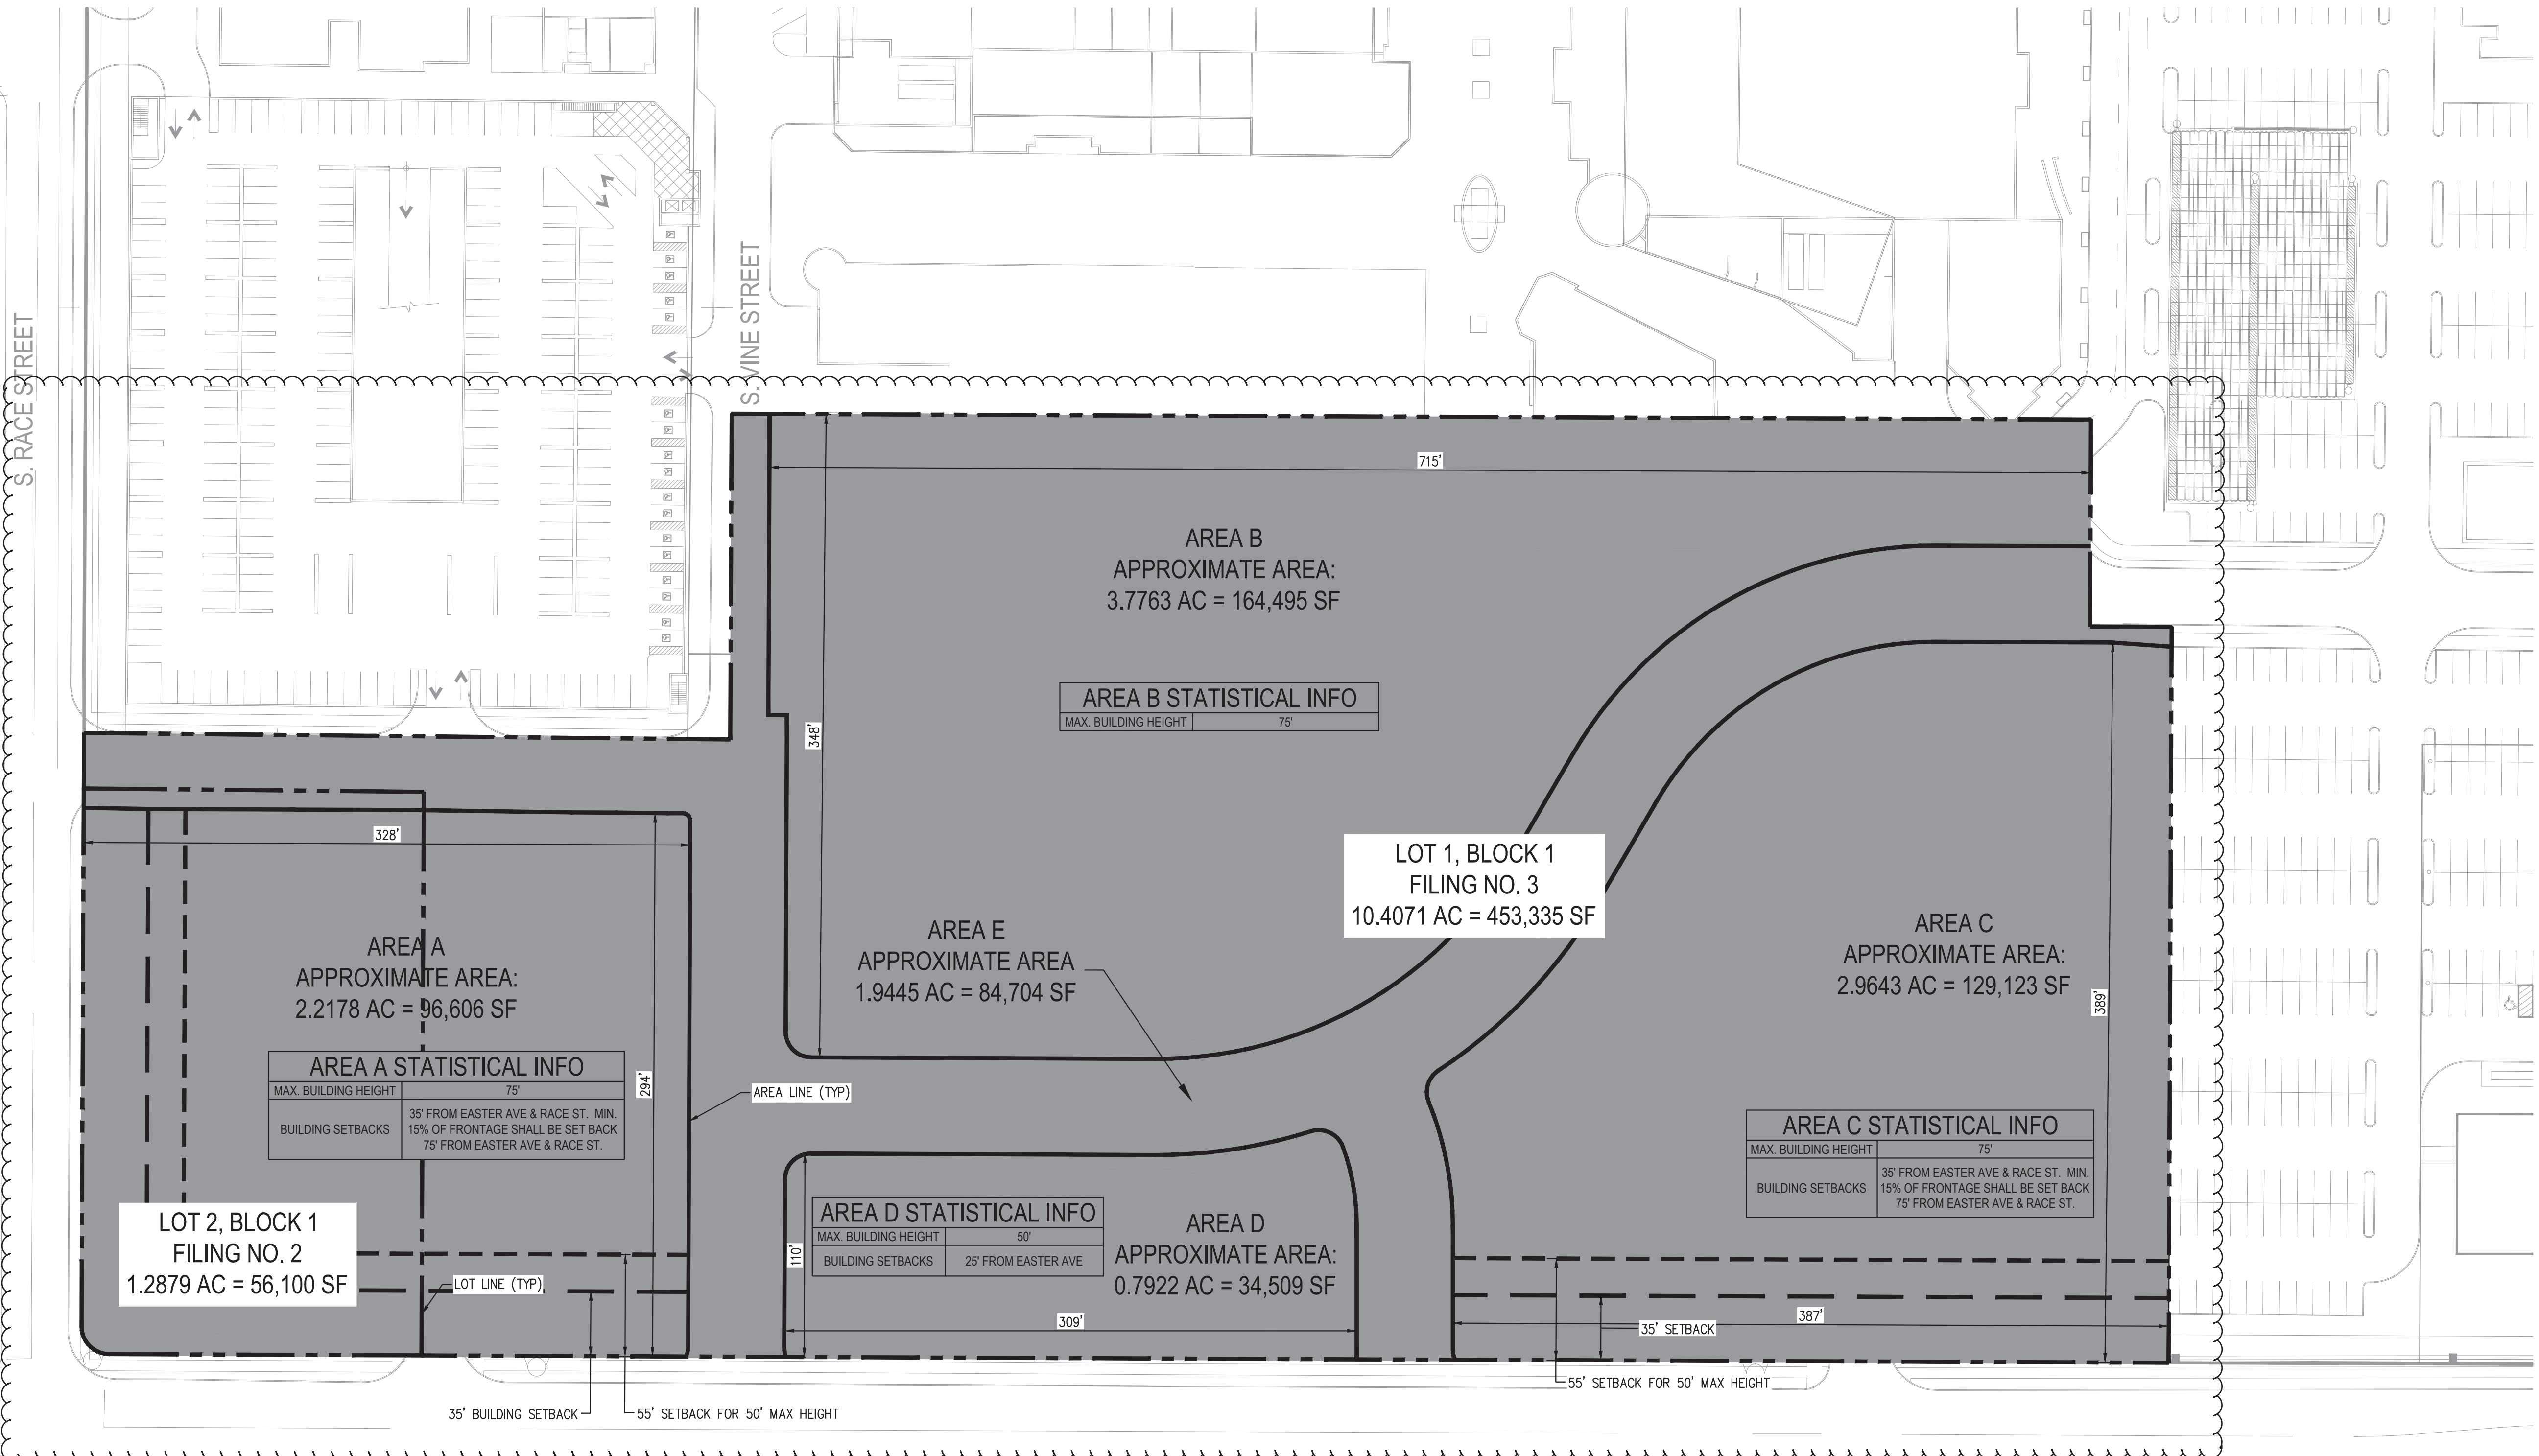 S. RACE STREET
S. VINE STREET
715'
AREA B
APPROXIMATE AREA:
3.7763 AC = 164,495 SF
AREA B STATISTICAL INFO
MAX. BUILDING HEIGHT 75'
348'
328'
LOT 1, BLOCK 1
FILING NO. 3
10.4071 AC = 453,335 SF
AREA A
APPROXIMATE AREA:
2.2178 AC = 96,606 SF
AREA E
APPROXIMATE AREA
1.9445 AC = 84,704 SF
AREA C
APPROXIMATE AREA:
2.9643 AC = 129,123 SF
389'
AREA A STATISTICAL INFO
MAX. BUILDING HEIGHT 75'
BUILDING SETBACKS
35' FROM EASTER AVE & RACE ST. MIN.
15% OF FRONTAGE SHALL BE SET BACK
75' FROM EASTER AVE & RACE ST.
294'
AREA LINE (TYP)
AREA C STATISTICAL INFO
MAX. BUILDING HEIGHT 75'
BUILDING SETBACKS
35' FROM EASTER AVE & RACE ST. MIN.
15% OF FRONTAGE SHALL BE SET BACK
75' FROM EASTER AVE & RACE ST.
LOT 2, BLOCK 1
FILING NO. 2
1.2879 AC = 56,100 SF
LOT LINE (TYP)
110'
AREA D STATISTICAL INFO
MAX. BUILDING HEIGHT 50'
BUILDING SETBACKS 25' FROM EASTER AVE
AREA D
APPROXIMATE AREA:
0.7922 AC = 34,509 SF
309'
387'
35' SETBACK
55' SETBACK FOR 50' MAX HEIGHT
35' BUILDING SETBACK
55' SETBACK FOR 50' MAX HEIGHT